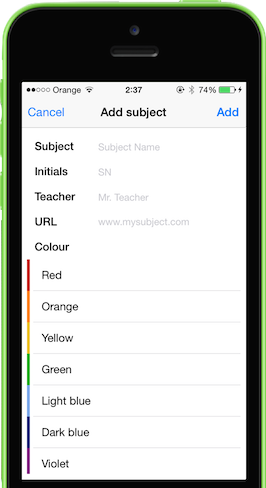 Orange 2:37 74%
Cancel Add subject Add
Subject Subject Name
Initials SN
Teacher Mr. Teacher
URL www.mysubject.com
Colour
Red
Orange
Yellow
Green
Light blue
Dark blue
Violet